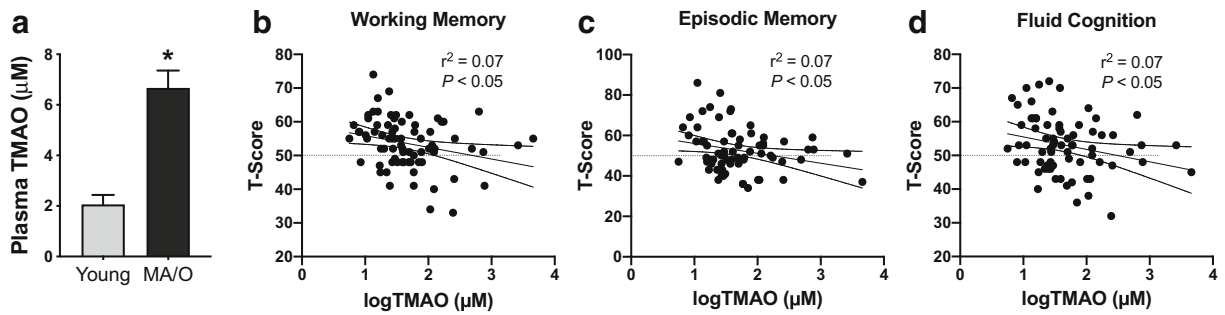 a
Plasma TMAO (μM)
8
6
4
2
0
*
Young
MA/O
b
Working Memory
r² = 0.07
P < 0.05
T-Score
80
70
60
50
40
30
20
0
1
2
3
4
logTMAO (μM)
c
Episodic Memory
r² = 0.07
P < 0.05
T-Score
100
80
60
40
20
0
0
1
2
3
4
logTMAO (μM)
d
Fluid Cognition
r² = 0.07
P < 0.05
T-Score
80
70
60
50
40
30
20
0
1
2
3
4
logTMAO (μM)